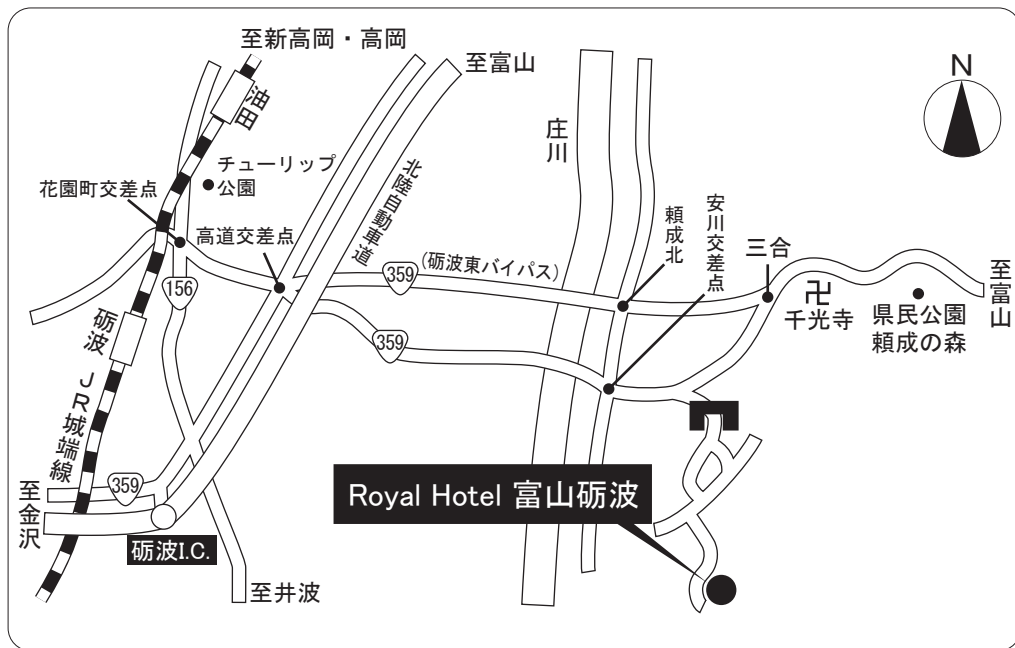 至新高岡・高岡
至富山
N
油田
庄川
チューリップ
公園
花園町交差点
北陸自動車道
高道交差点
頼成北
安川交差点
三合
359
(砺波東バイパス)
156
至富山
千光寺
県民公園
頼成の森
砺波
359
JR城端線
359
至金沢
Royal Hotel 富山砺波
砺波I.C.
至井波